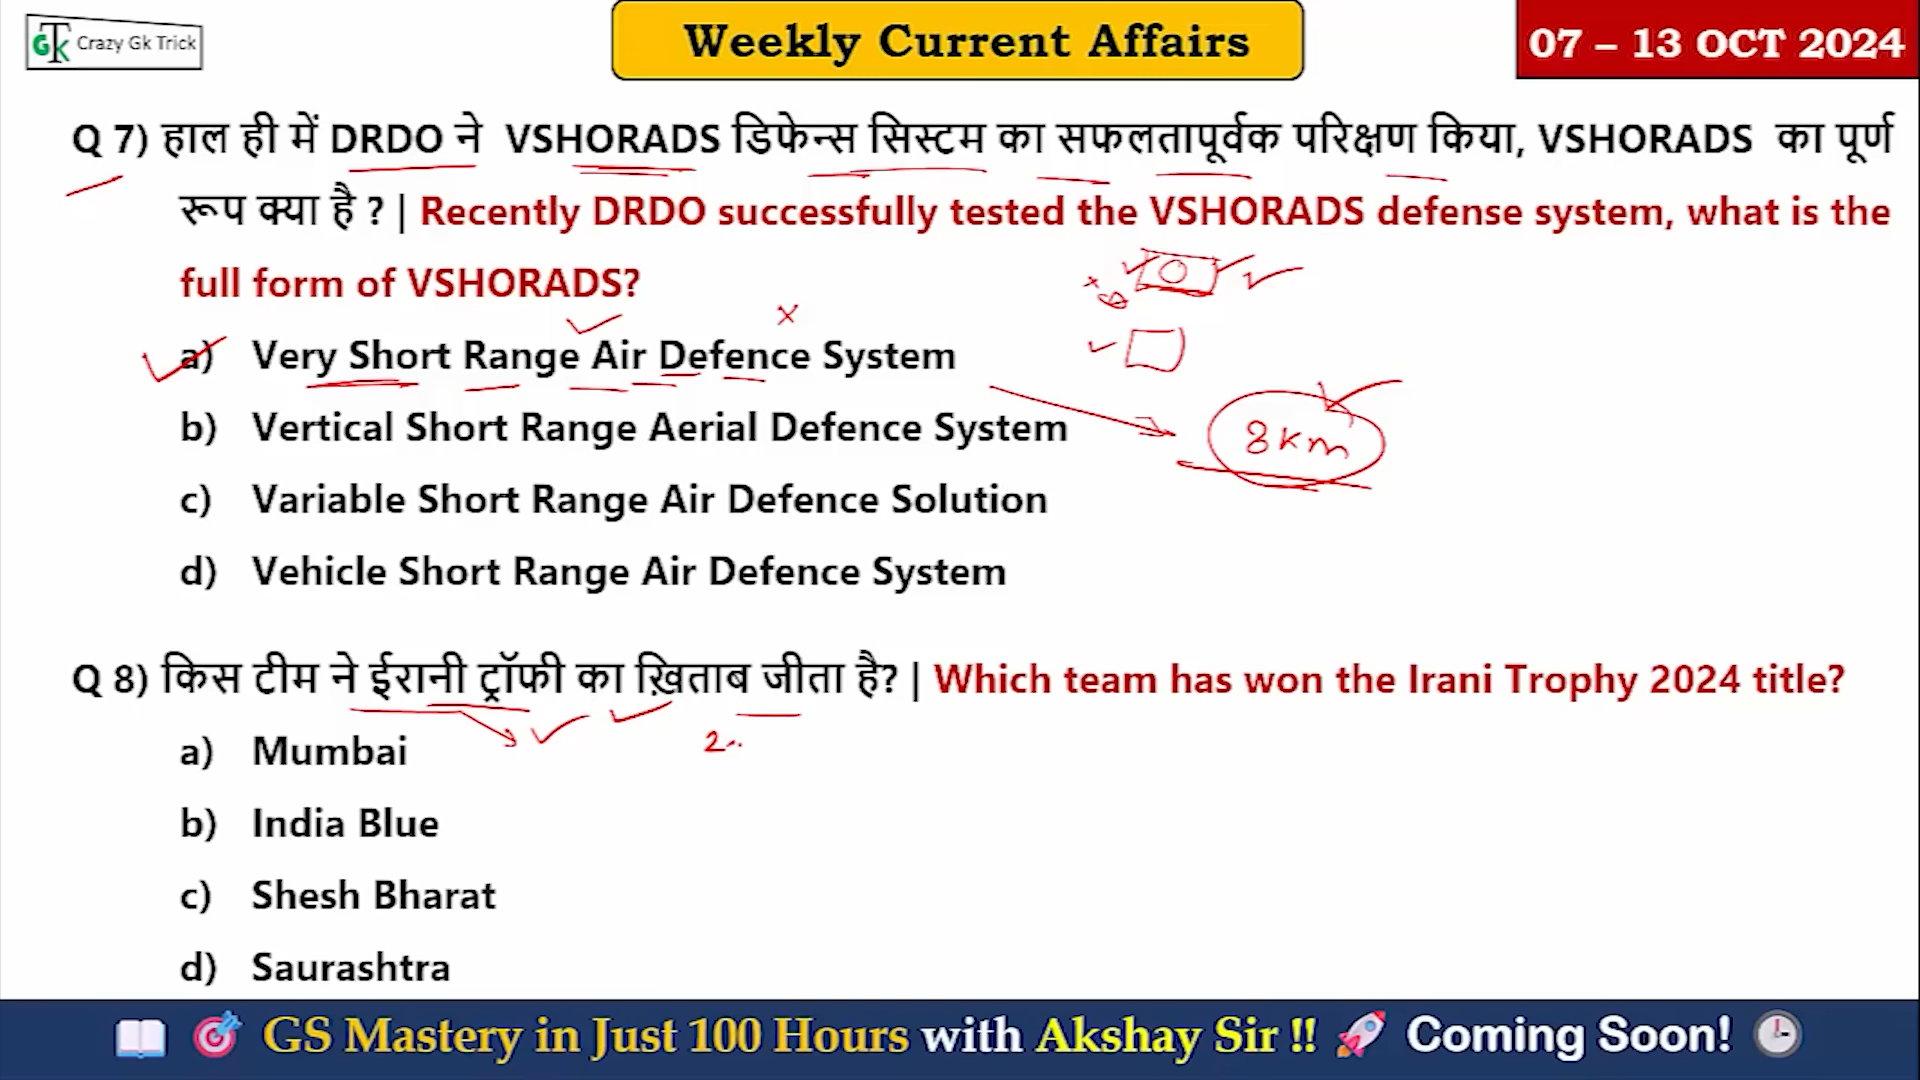 GTK Crazy Gk Trick
Weekly Current Affairs
07 – 13 OCT 2024
Q 7) हाल ही में DRDO ने VSHORADS डिफेन्स सिस्टम का सफलतापूर्वक परिक्षण किया, VSHORADS का पूर्ण
रूप क्या है ? | Recently DRDO successfully tested the VSHORADS defense system, what is the
full form of VSHORADS?
a) Very Short Range Air Defence System
b) Vertical Short Range Aerial Defence System
8km
c) Variable Short Range Air Defence Solution
d) Vehicle Short Range Air Defence System
Q 8) किस टीम ने ईरानी ट्रॉफी का ख़िताब जीता है? | Which team has won the Irani Trophy 2024 title?
a) Mumbai
2
b) India Blue
c) Shesh Bharat
d) Saurashtra
GS Mastery in Just 100 Hours with Akshay Sir !! Coming Soon!